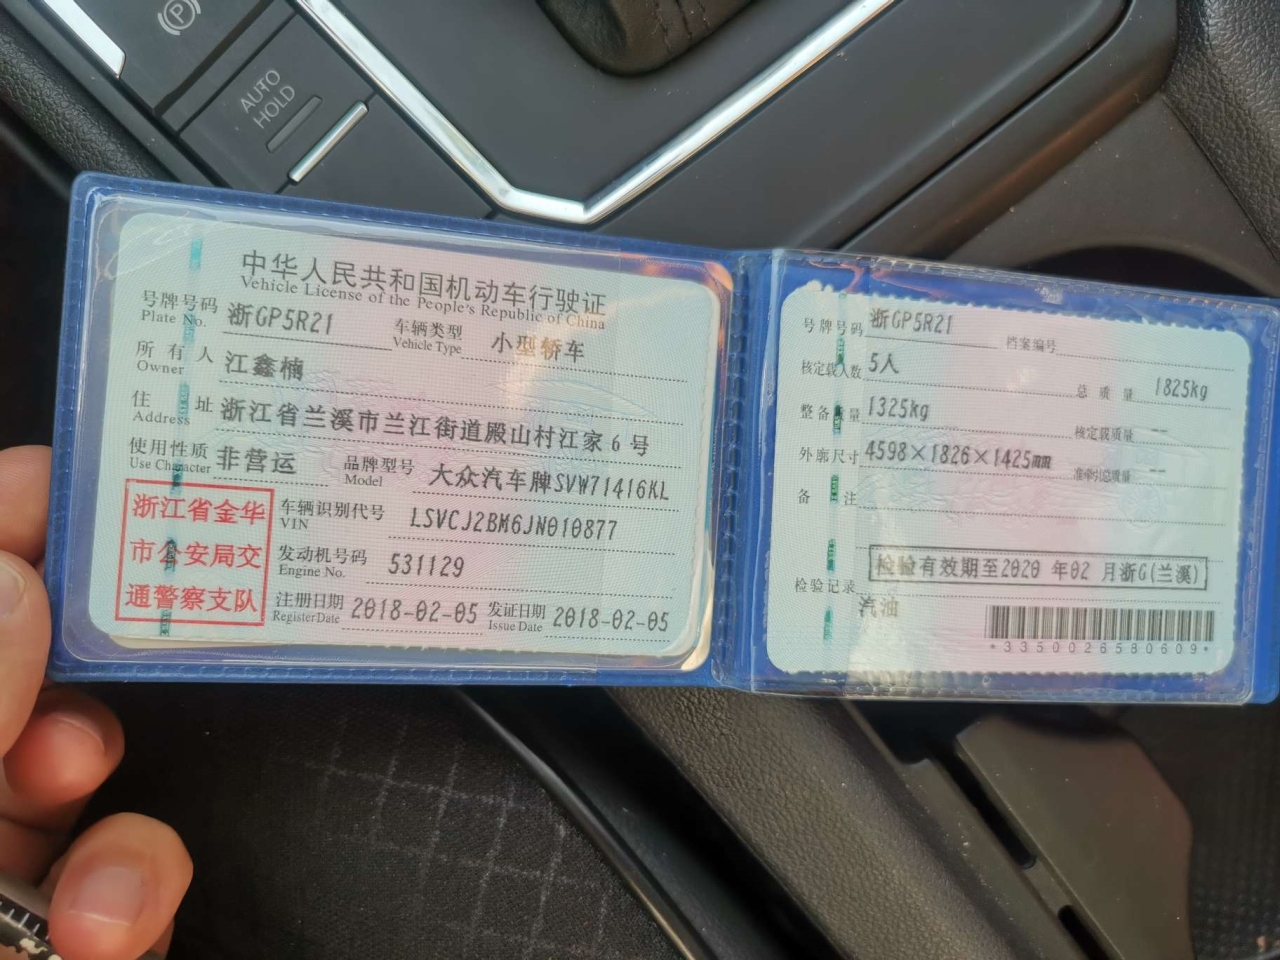 AUTO
HOLD
中华人民共和国机动车行驶证
Vehicle License of the People's Republic of China
号牌号码 浙GP5R21 车辆类型 小型轿车
Plate No. Vehicle Type
所有人 江鑫楠
Owner
住址 浙江省兰溪市兰江街道殿山村江家6号
Address
使用性质 非营运 品牌型号 大众汽车牌SVW71416KL
Use Character Model
浙江省金华
市公安局交
通警察支队
车辆识别代号 LSVCJ2BM6JN010877
VIN
发动机号码 531129
Engine No.
注册日期 2018-02-05 发证日期 2018-02-05
Register Date Issue Date
号牌号码 浙GP5R21 档案编号
核定载人数 5人 总质量 1825kg
整备质量 1325kg 核定载质量 --
外廓尺寸 4598×1826×1425mm 准牵引总质量 --
备注
检验有效期至2020 年02 月浙G(兰溪)
检验记录
汽油
*3350026580609*